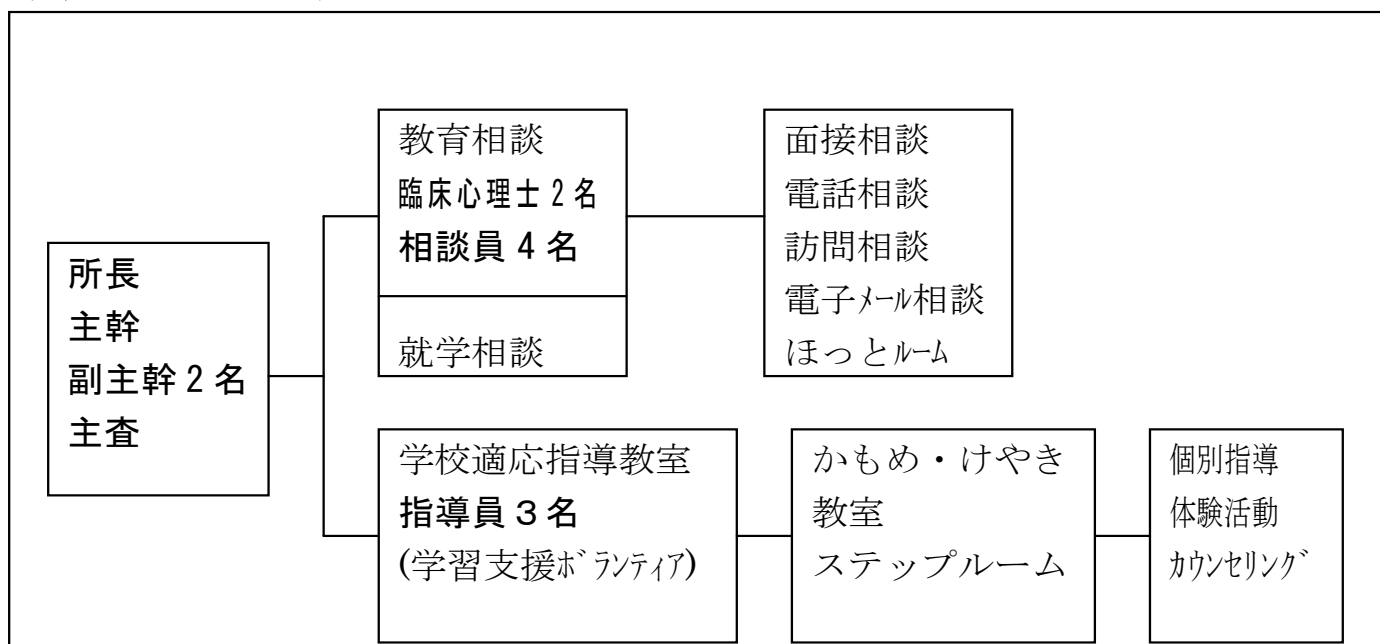 所長
主幹
副主幹2名
主査
教育相談
臨床心理士2名
相談員4名
就学相談
面接相談
電話相談
訪問相談
電子ﾒｰﾙ相談
ほっとﾙｰﾑ
学校適応指導教室
指導員3名
(学習支援ﾎﾞﾗﾝﾃｨｱ)
かもめ・けやき
教室
ステップルーム
個別指導
体験活動
ｶｳﾝｾﾘﾝｸﾞ